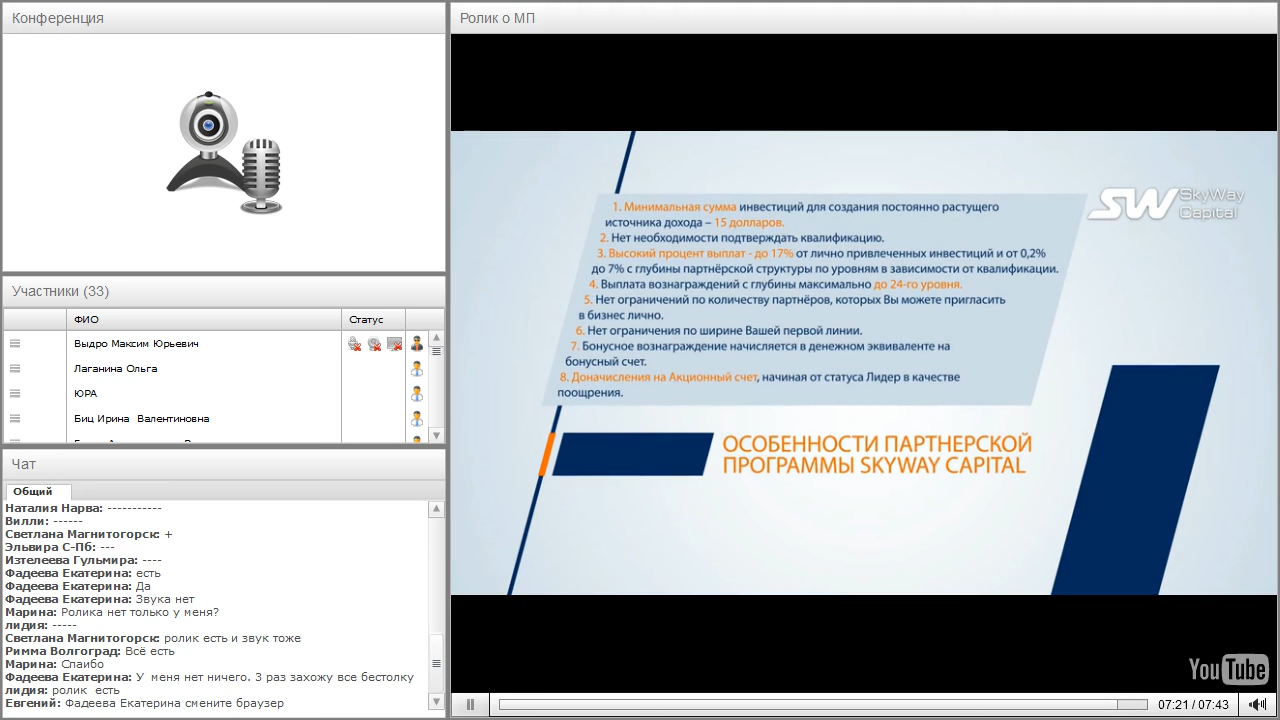 Конференция
Участники (33)
ФИО
Статус
Выдро Максим Юрьевич
Лаганина Ольга
ЮРА
Биц Ирина Валентиновна
Чат
Общий
Наталия Нарва: -----------
Вилли: ------
Светлана Магнитогорск: +
Эльвира С-Пб: ---
Изтелеева Гульмира: ----
Фадеева Екатерина: есть
Фадеева Екатерина: Да
Фадеева Екатерина: Звука нет
Марина: Ролика нет только у меня?
лидия: -----
Светлана Магнитогорск: ролик есть и звук тоже
Римма Волгоград: Всё есть
Марина: Спаибо
Фадеева Екатерина: У меня нет ничего. 3 раз захожу все бестолку
лидия: ролик есть
Евгений: Фадеева Екатерина смените браузер
Ролик о МП
SW SkyWay
Capital
1. Минимальная сумма инвестиций для создания постоянно растущего
источника дохода – 15 долларов.
2. Нет необходимости подтверждать квалификацию.
3. Высокий процент выплат - до 17% от лично привлеченных инвестиций и от 0,2%
до 7% с глубины партнёрской структуры по уровням в зависимости от квалификации.
4. Выплата вознаграждений с глубины максимально до 24-го уровня.
5. Нет ограничений по количеству партнёров, которых Вы можете пригласить
в бизнес лично.
6. Нет ограничения по ширине Вашей первой линии.
7. Бонусное вознаграждение начисляется в денежном эквиваленте на
бонусный счет.
8. Доначисления на Акционный счет, начиная от статуса Лидер в качестве
поощрения.
ОСОБЕННОСТИ ПАРТНЕРСКОЙ
ПРОГРАММЫ SKYWAY CAPITAL
YouTube
07:21 / 07:43